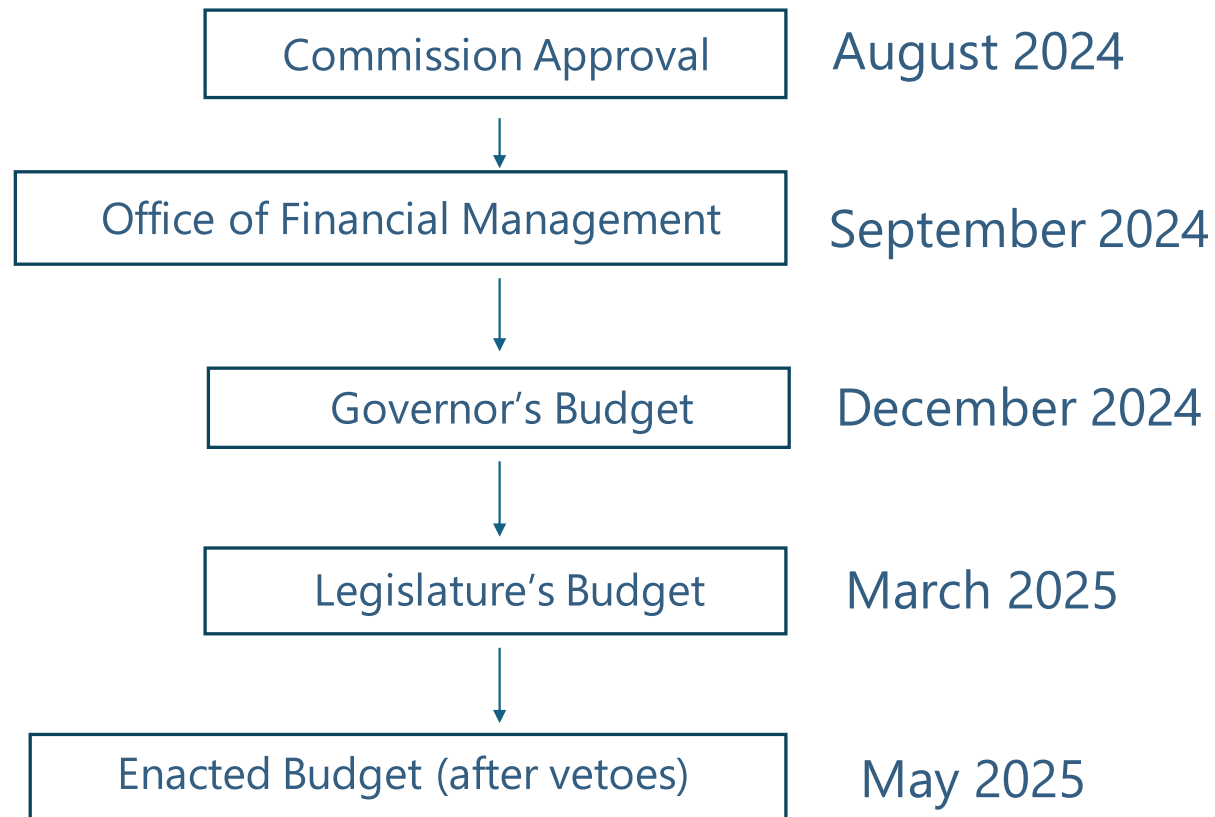 Commission Approval
August 2024
Office of Financial Management
September 2024
Governor’s Budget
December 2024
Legislature’s Budget
March 2025
Enacted Budget (after vetoes)
May 2025